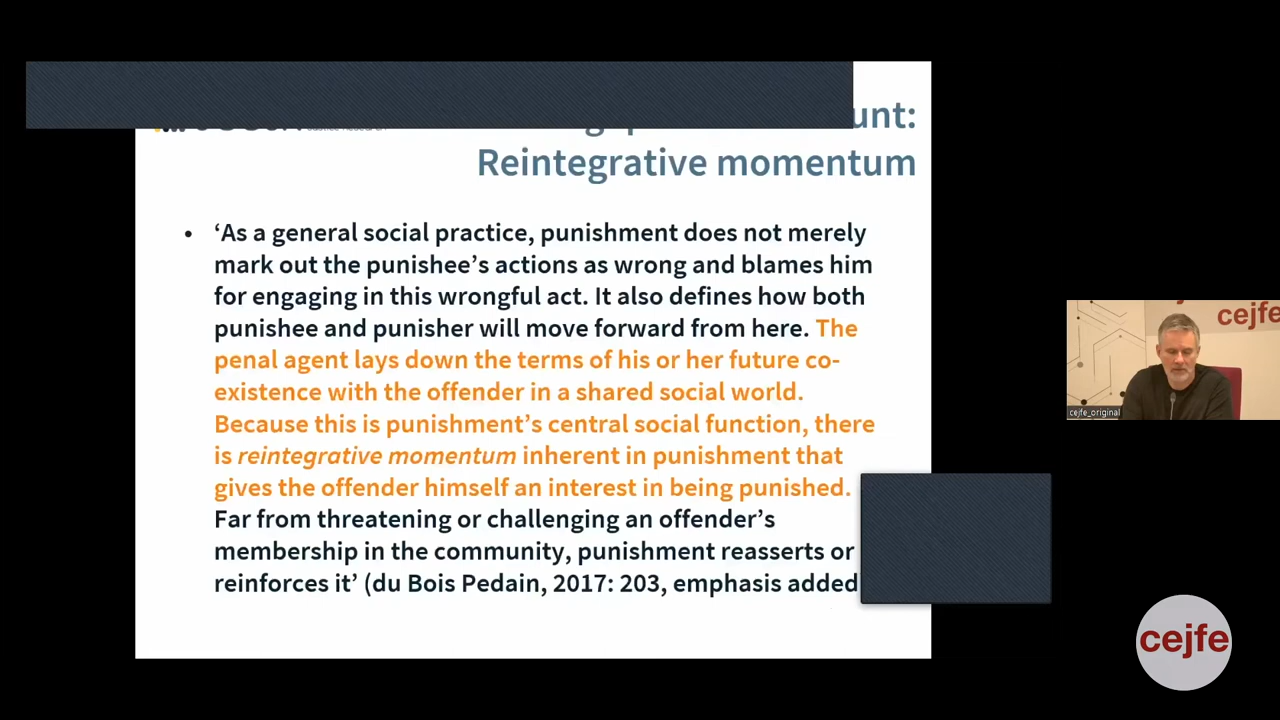 unt:
Reintegrative momentum
• ‘As a general social practice, punishment does not merely
mark out the punishee’s actions as wrong and blames him
for engaging in this wrongful act. It also defines how both
punishee and punisher will move forward from here. The
penal agent lays down the terms of his or her future co-
existence with the offender in a shared social world.
Because this is punishment’s central social function, there
is reintegrative momentum inherent in punishment that
gives the offender himself an interest in being punished.
Far from threatening or challenging an offender’s
membership in the community, punishment reasserts or
reinforces it’ (du Bois Pedain, 2017: 203, emphasis added
cejfe
cejfe_original
cejfe